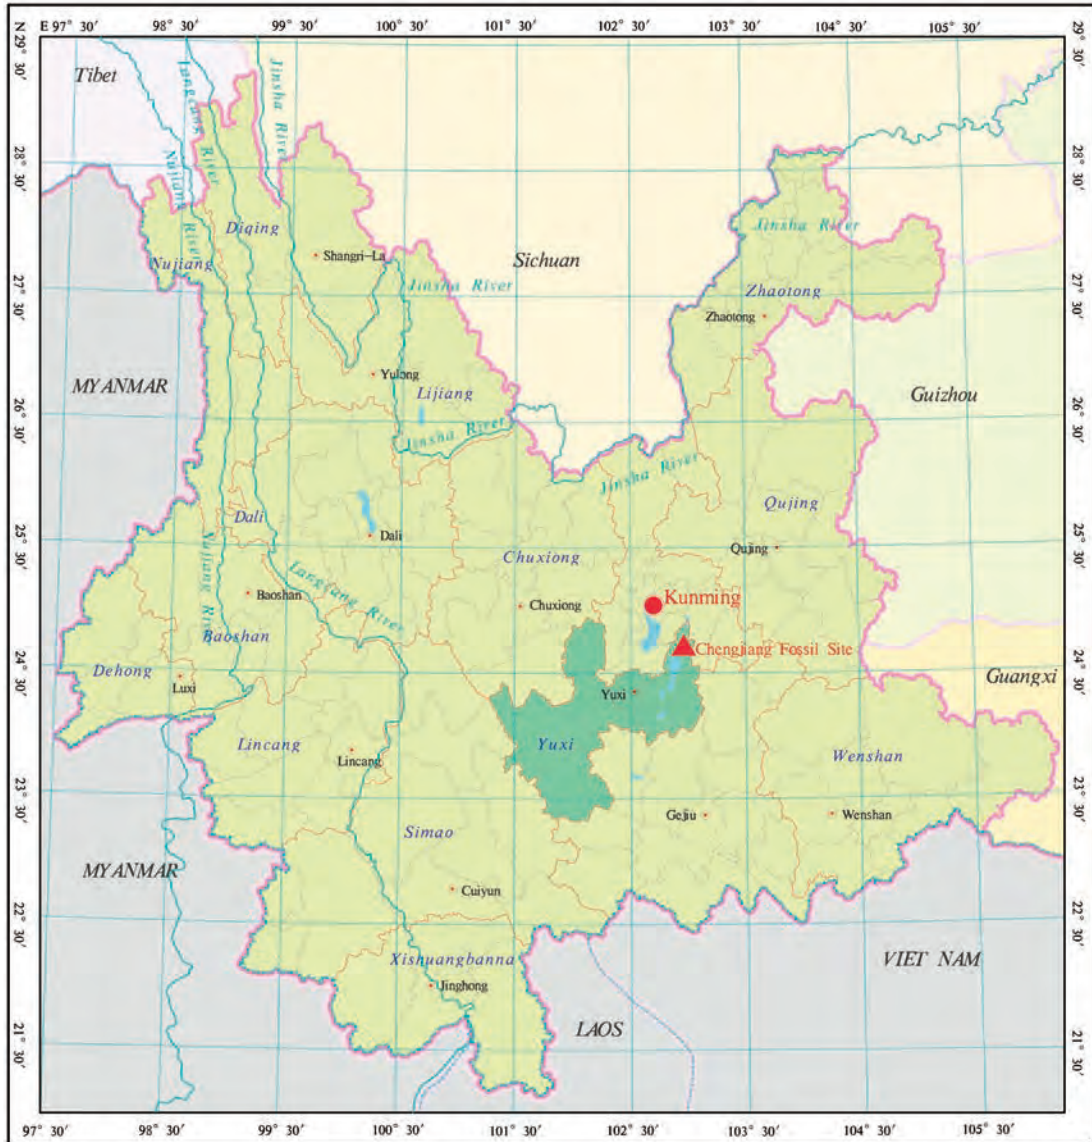 N E 97° 30′ 98° 30′ 99° 30′ 100° 30′ 101° 30′ 102° 30′ 103° 30′ 104° 30′ 105° 30′
29° 30′
29° 30′
Tibet
Langcang River
Jinsha River
Nujiang River
28° 30′
28° 30′
Diqing
Jinsha River
Nujiang
Shangri-La
Sichuan
Jinsha River
Zhaotong
27° 30′
27° 30′
Zhaotong
MYANMAR
Yulong
Lijiang
Guizhou
26° 30′
26° 30′
Jinsha River
Jinsha River
Qujing
Dali
Dali
Nujiang River
Chuxiong
Qujing
25° 30′
25° 30′
Langcang River
Baoshan
Chuxiong
Kunming
Baoshan
Chengjiang Fossil Site
Dehong
Luxi
24° 30′
24° 30′
Guangxi
Yuxi
Lincang
Lincang
Yuxi
Wenshan
23° 30′
23° 30′
Simao
Gejiu
Wenshan
MYANMAR
Cuiyun
22° 30′
22° 30′
Xishuangbanna
VIET NAM
Jinghong
LAOS
21° 30′
21° 30′
97° 30′ 98° 30′ 99° 30′ 100° 30′ 101° 30′ 102° 30′ 103° 30′ 104° 30′ 105° 30′